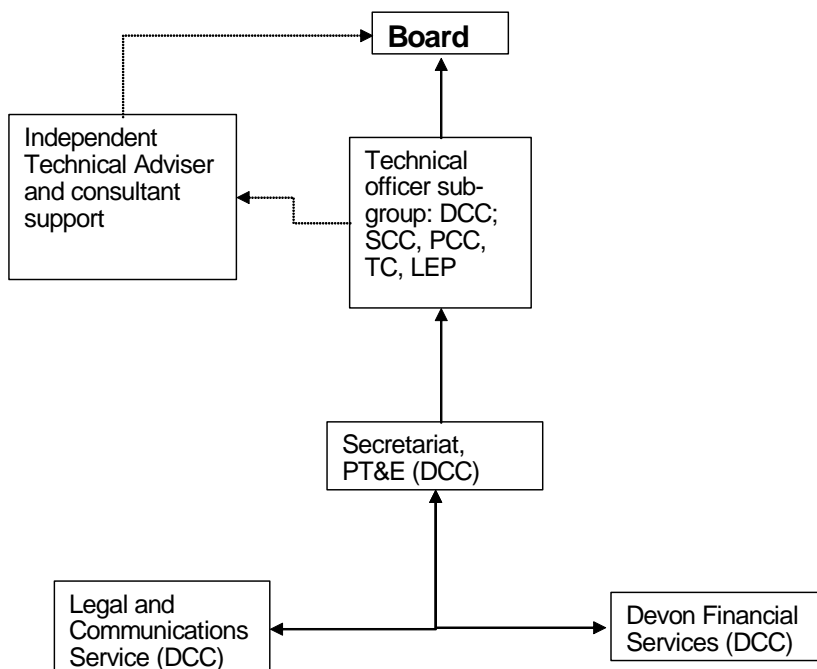 Board
Independent
Technical Adviser
and consultant
support
Technical
officer sub-
group: DCC;
SCC, PCC,
TC, LEP
Secretariat,
PT&E (DCC)
Legal and
Communications
Service (DCC)
Devon Financial
Services (DCC)